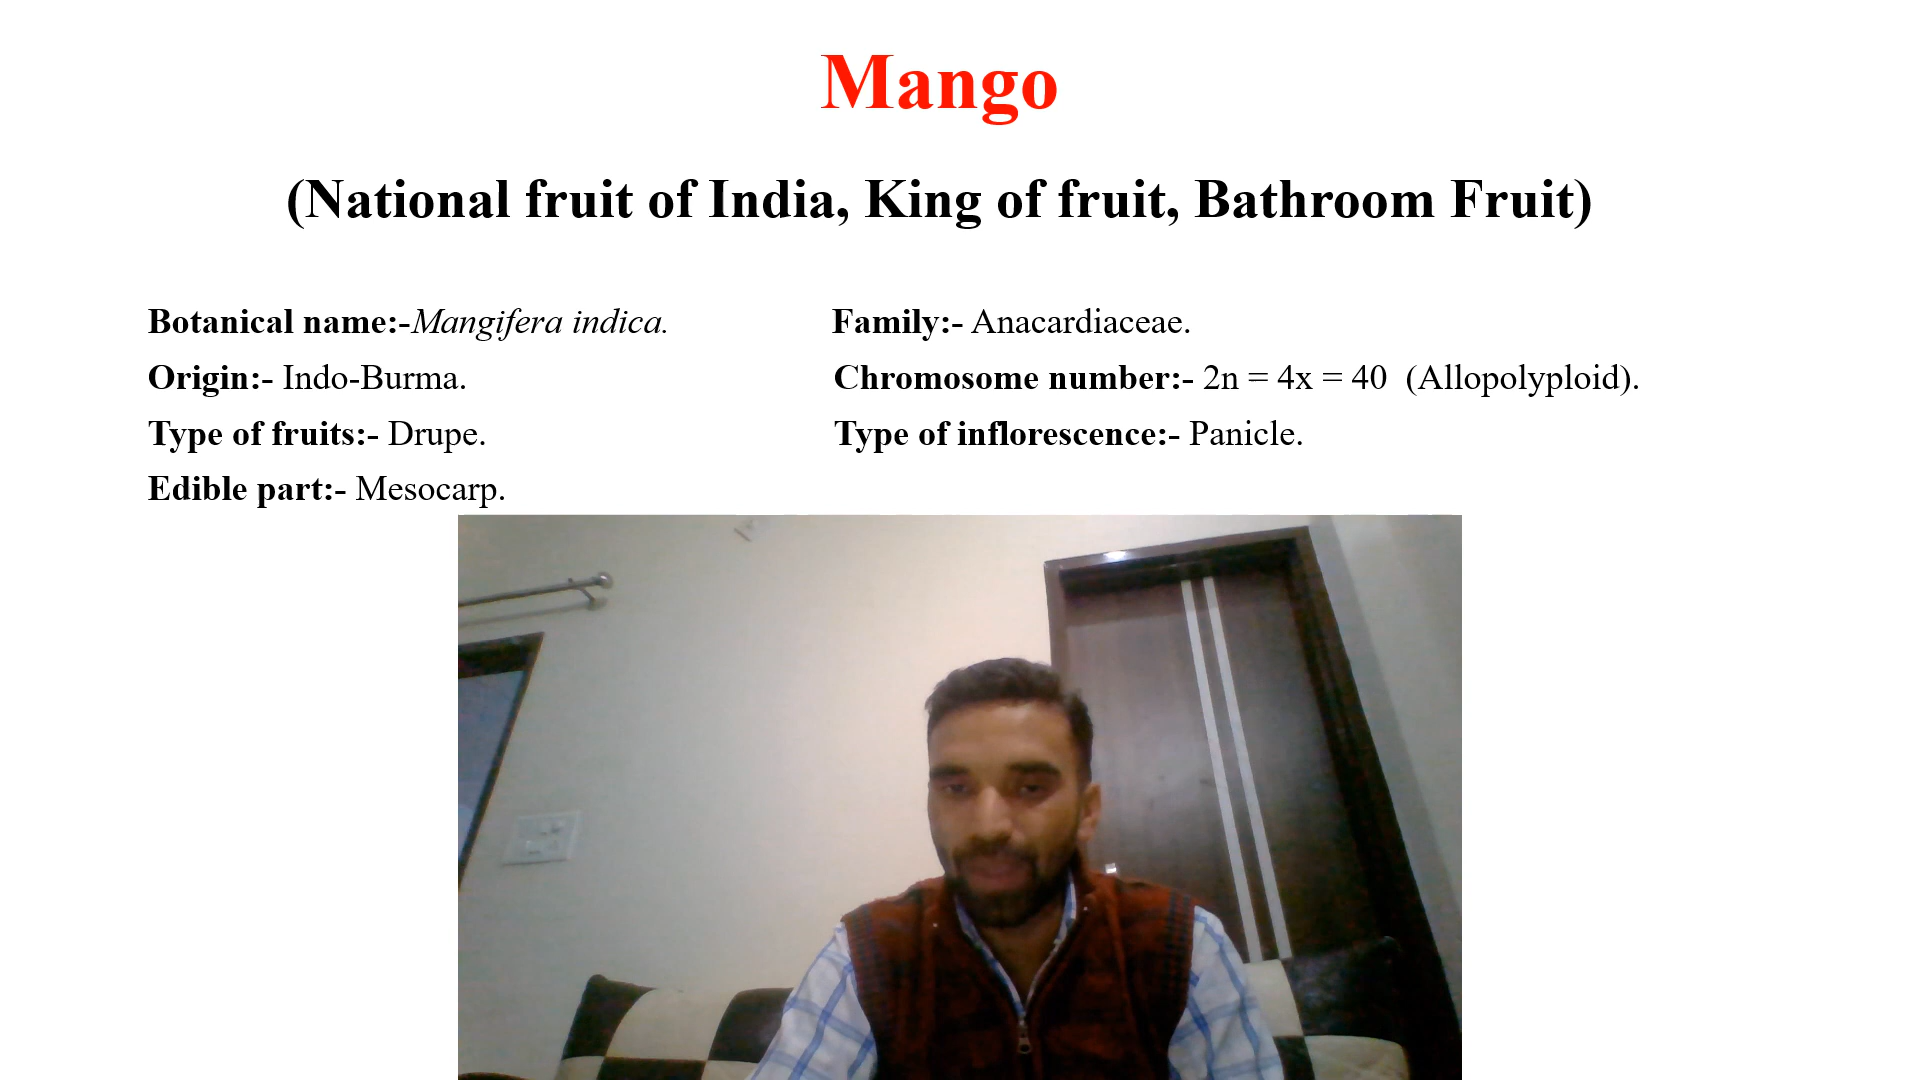 Mango
(National fruit of India, King of fruit, Bathroom Fruit)
Botanical name:-Mangifera indica. Family:- Anacardiaceae.
Origin:- Indo-Burma. Chromosome number:- 2n = 4x = 40 (Allopolyploid).
Type of fruits:- Drupe. Type of inflorescence:- Panicle.
Edible part:- Mesocarp.